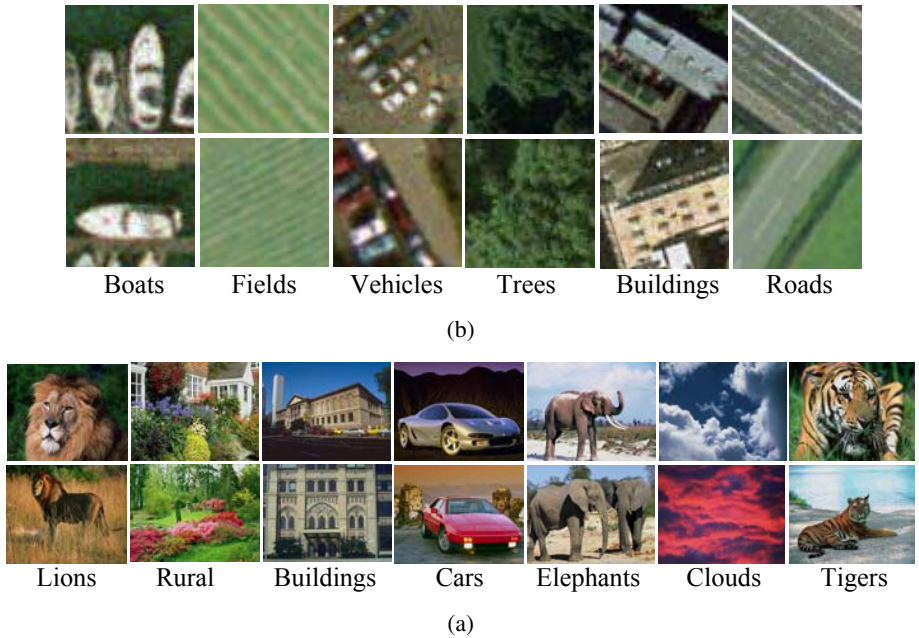 Boats Fields Vehicles Trees Buildings Roads
(b)
Lions Rural Buildings Cars Elephants Clouds Tigers
(a)